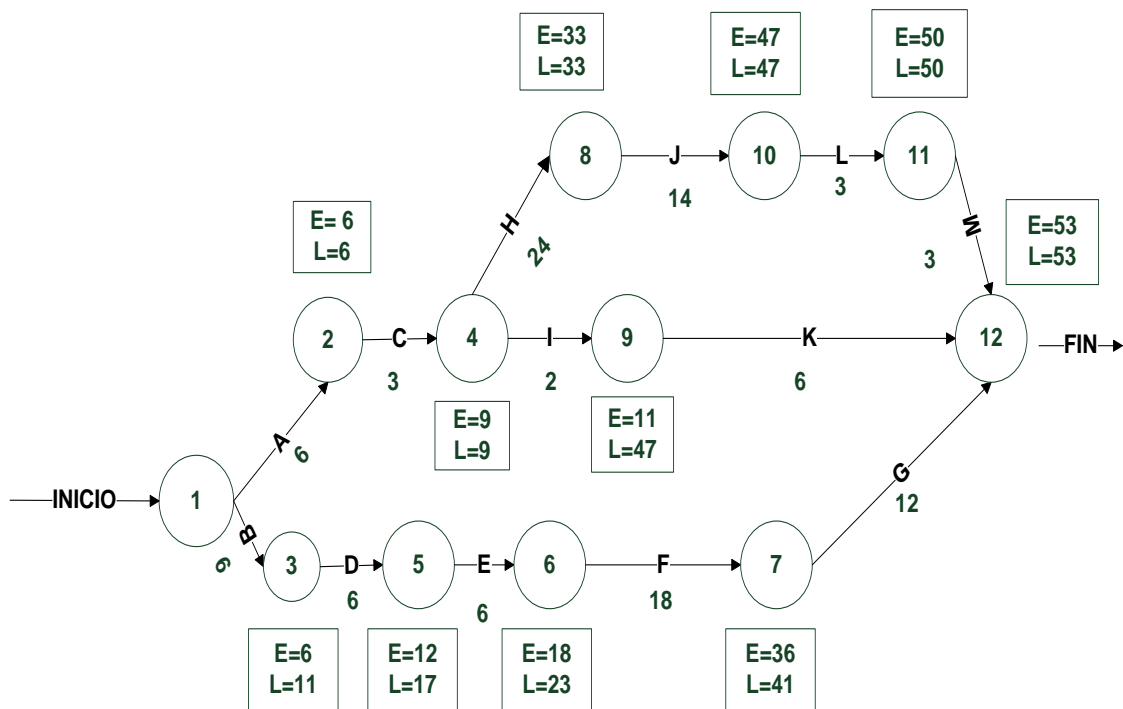 E=33
L=33
E=47
L=47
E=50
L=50
8
J
14
10
L
3
11
W
3
E=53
L=53
H
24
E= 6
L=6
2
C
3
4
I
2
9
K
6
12
FIN
E=9
L=9
E=11
L=47
A
6
INICIO
1
B
6
G
12
3
D
6
5
E
6
6
F
18
7
E=6
L=11
E=12
L=17
E=18
L=23
E=36
L=41